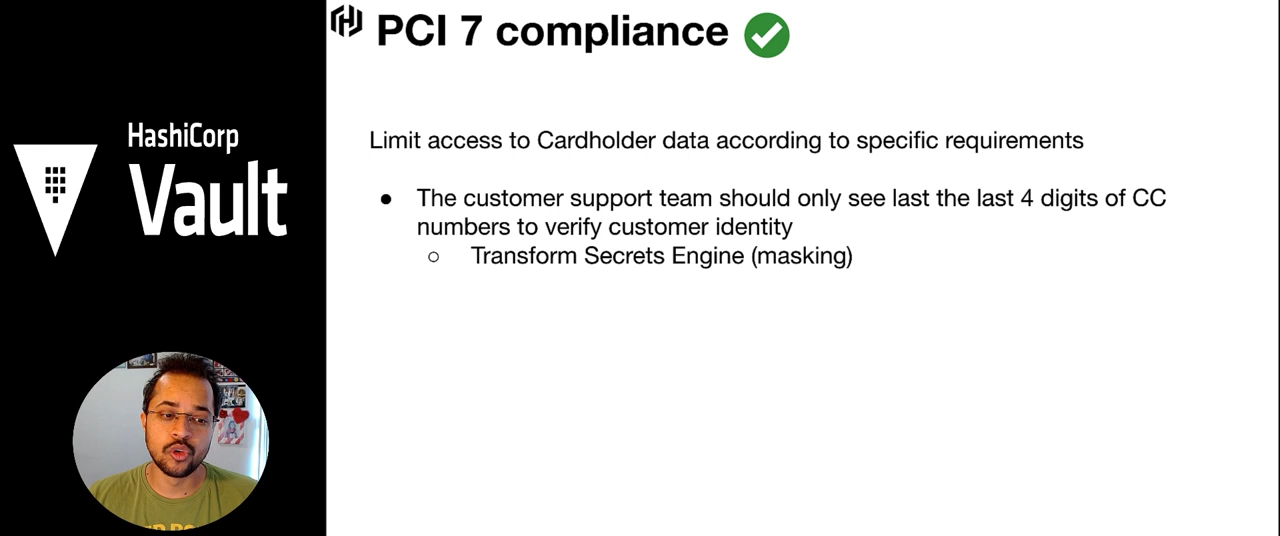 PCI 7 compliance
HashiCorp
Vault
Limit access to Cardholder data according to specific requirements
The customer support team should only see last the last 4 digits of CC
numbers to verify customer identity
Transform Secrets Engine (masking)